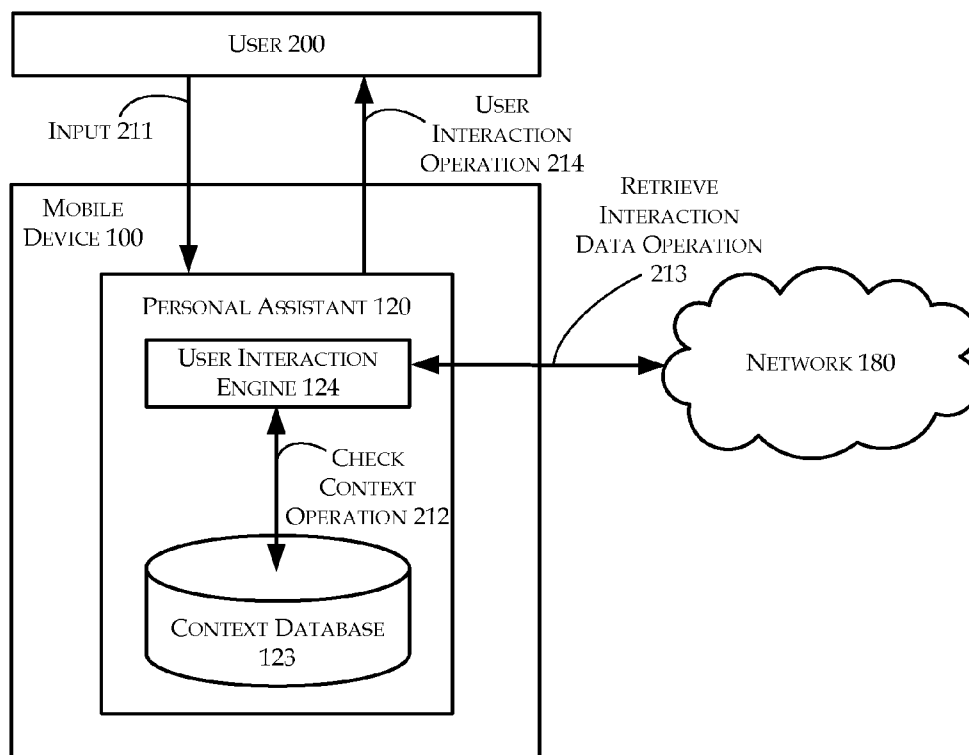 USER 200
INPUT 211
USER
INTERACTION
OPERATION 214
MOBILE
DEVICE 100
RETRIEVE
INTERACTION
DATA OPERATION
213
PERSONAL ASSISTANT 120
USER INTERACTION
ENGINE 124
NETWORK 180
CHECK
CONTEXT
OPERATION 212
CONTEXT DATABASE
123